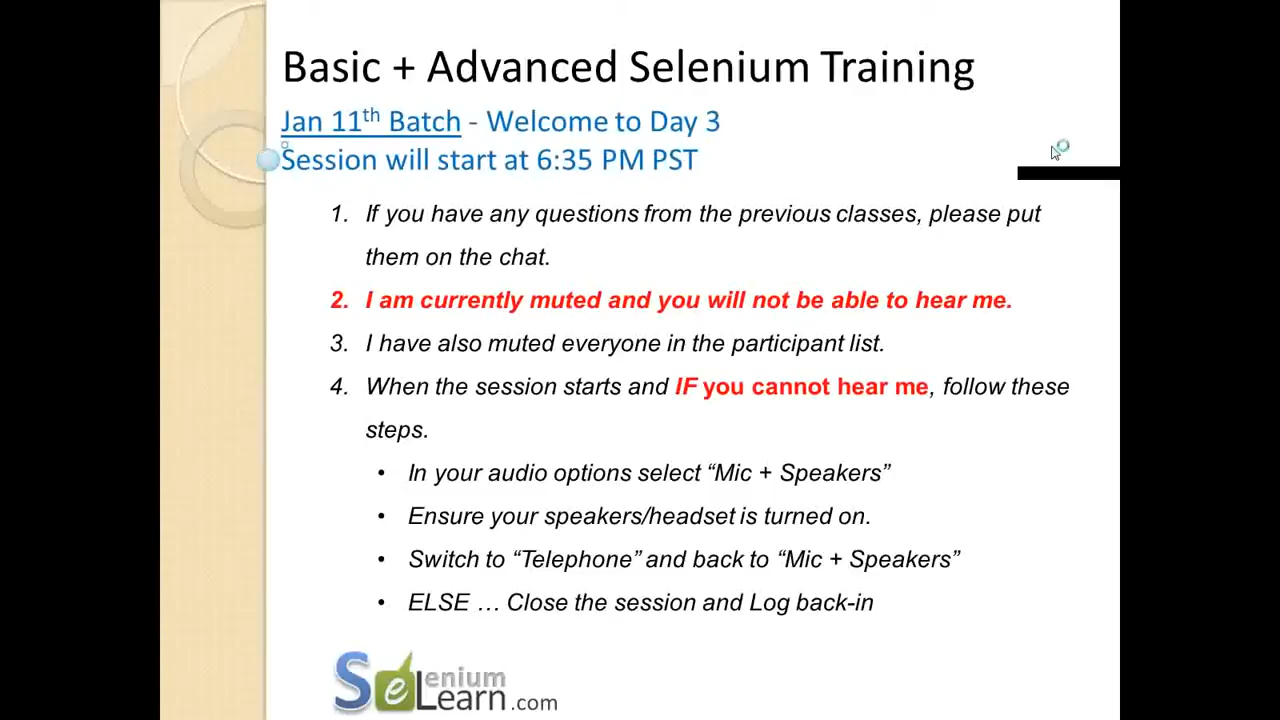 Basic + Advanced Selenium Training
Jan 11th Batch - Welcome to Day 3
Session will start at 6:35 PM PST
1. If you have any questions from the previous classes, please put
them on the chat.
2. I am currently muted and you will not be able to hear me.
3. I have also muted everyone in the participant list.
4. When the session starts and IF you cannot hear me, follow these
steps.
• In your audio options select “Mic + Speakers”
• Ensure your speakers/headset is turned on.
• Switch to “Telephone” and back to “Mic + Speakers”
• ELSE … Close the session and Log back-in
Selenium
Learn.com